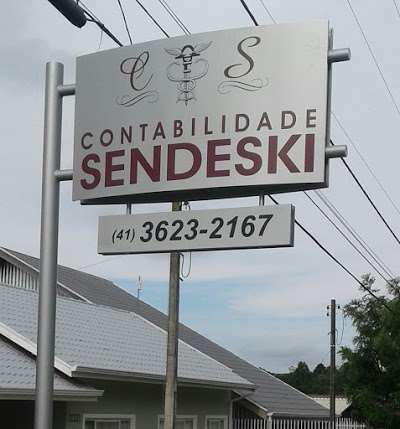 C S
CONTABILIDADE
SENDESKI
(41) 3623-2167